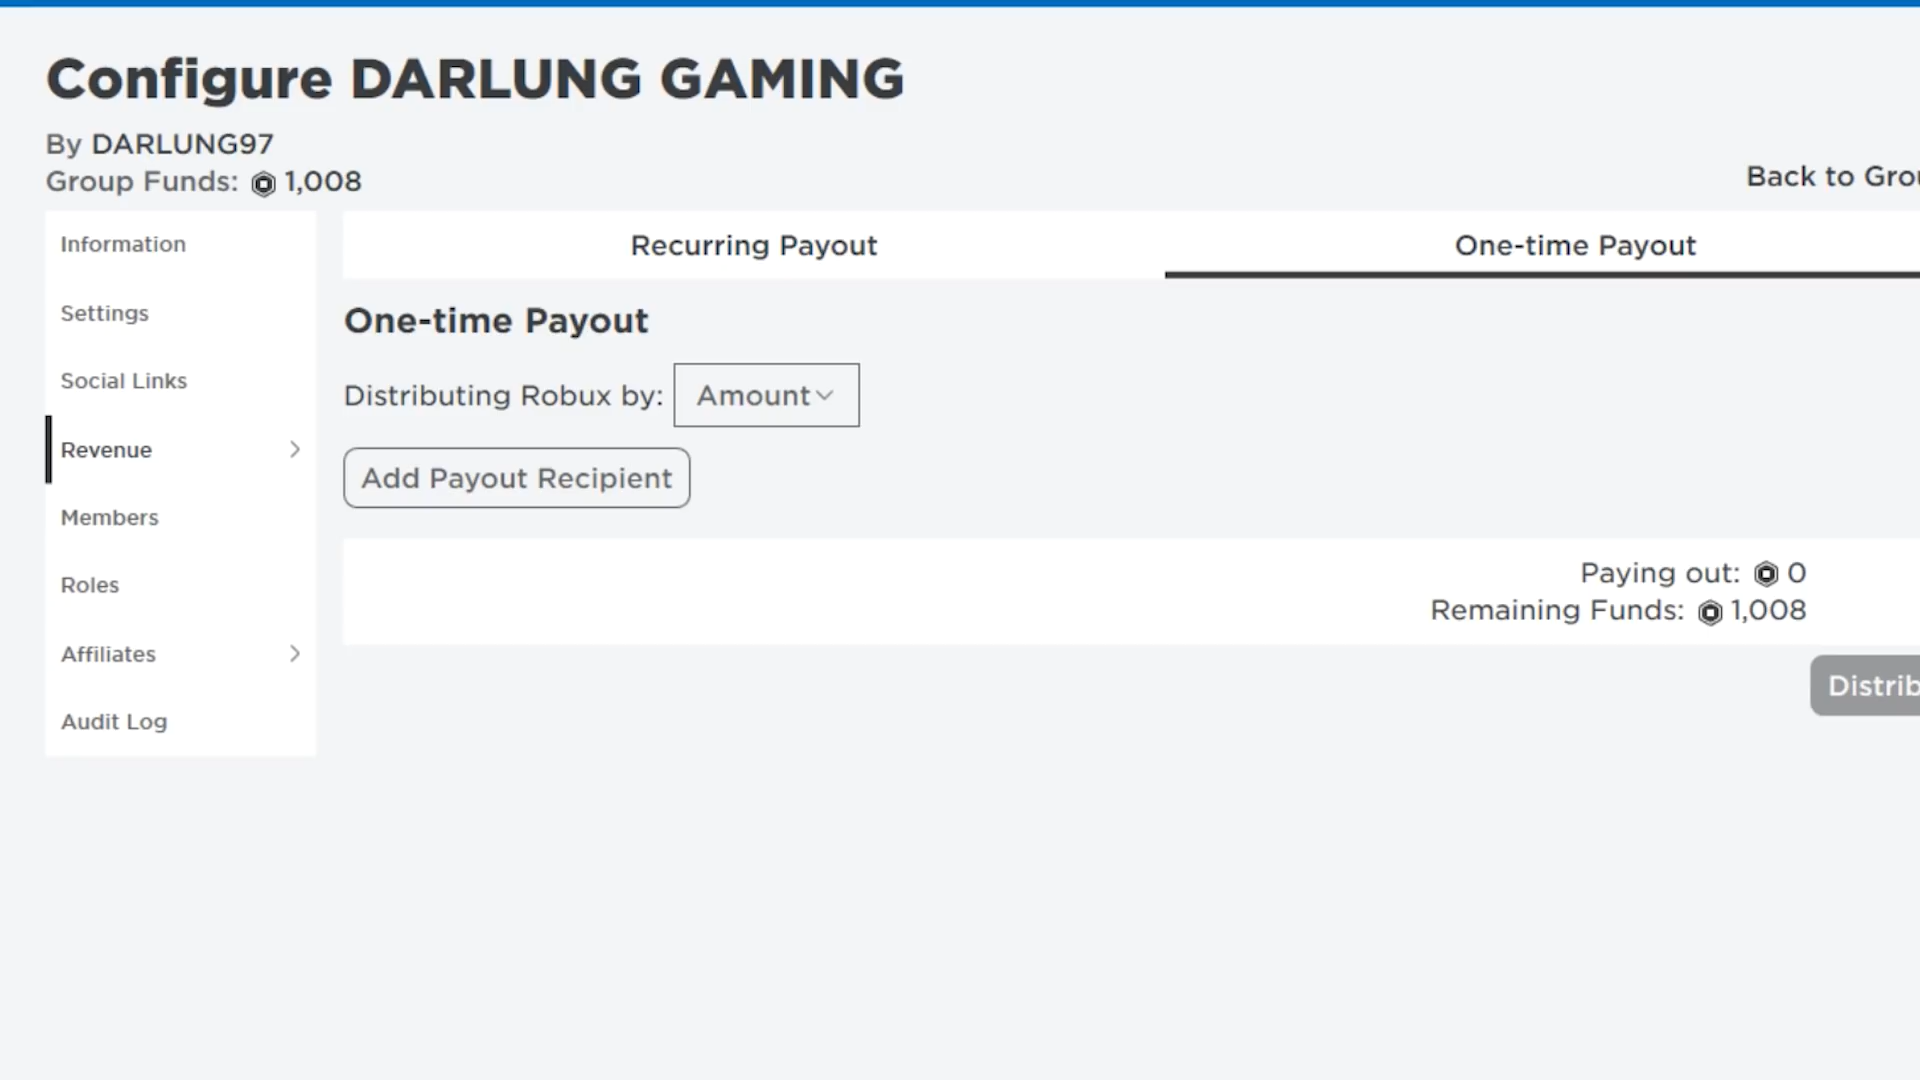 Configure DARLUNG GAMING
By DARLUNG97
Group Funds: 1,008
Back to Grou
Information
Settings
Social Links
Revenue
Members
Roles
Affiliates
Audit Log
Recurring Payout
One-time Payout
One-time Payout
Distributing Robux by: Amount
Add Payout Recipient
Paying out: 0
Remaining Funds: 1,008
Distrib